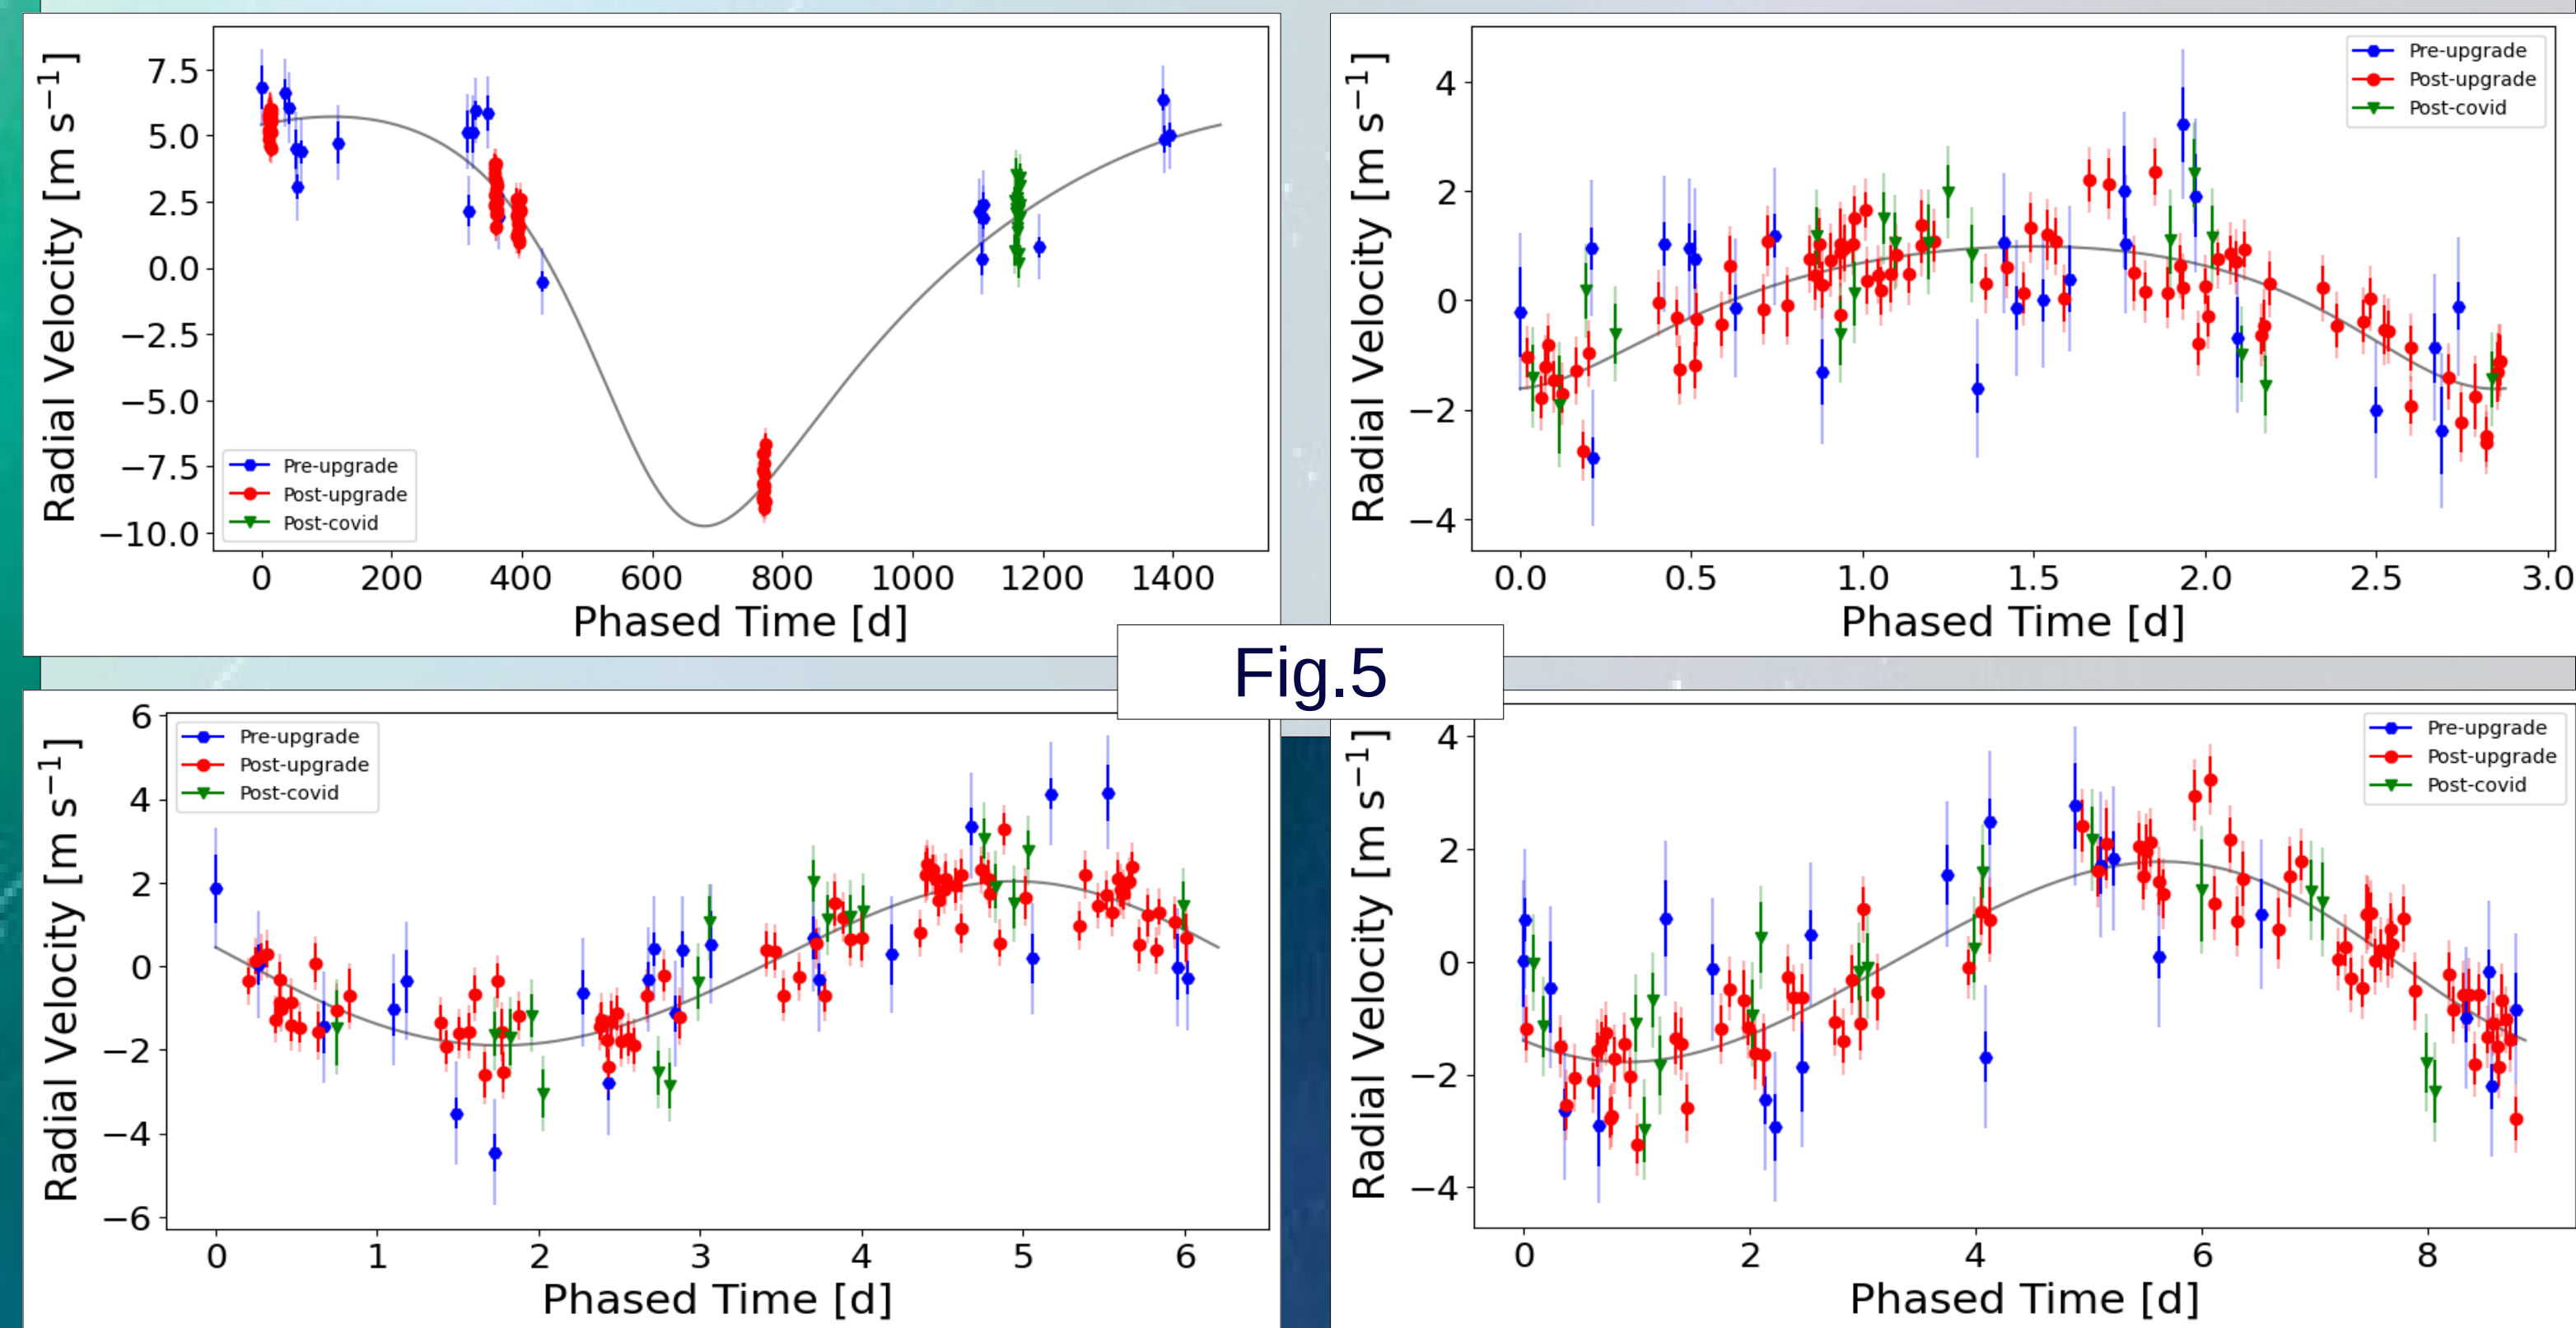 Radial Velocity [m s⁻¹]
7.5
5.0
2.5
0.0
−2.5
−5.0
−7.5
−10.0
Pre-upgrade
Post-upgrade
Post-covid
0 200 400 600 800 1000 1200 1400
Phased Time [d]
Radial Velocity [m s⁻¹]
4
2
0
−2
−4
Pre-upgrade
Post-upgrade
Post-covid
0.0 0.5 1.0 1.5 2.0 2.5 3.0
Phased Time [d]
Fig.5
Radial Velocity [m s⁻¹]
6
4
2
0
−2
−4
−6
Pre-upgrade
Post-upgrade
Post-covid
0 1 2 3 4 5 6
Phased Time [d]
Radial Velocity [m s⁻¹]
4
2
0
−2
−4
Pre-upgrade
Post-upgrade
Post-covid
0 2 4 6 8
Phased Time [d]